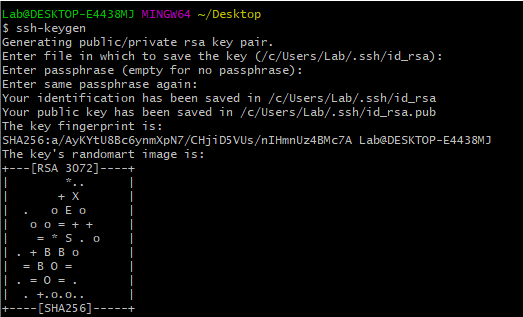 Lab@DESKTOP-E4438MJ MINGW64 ~/Desktop
$ ssh-keygen
Generating public/private rsa key pair.
Enter file in which to save the key (/c/Users/Lab/.ssh/id_rsa):
Enter passphrase (empty for no passphrase):
Enter same passphrase again:
Your identification has been saved in /c/Users/Lab/.ssh/id_rsa
Your public key has been saved in /c/Users/Lab/.ssh/id_rsa.pub
The key fingerprint is:
SHA256:a/AyKYtU8Bc6ynmXpN7/CHjiD5VUs/nIHmnUz4BMc7A Lab@DESKTOP-E4438MJ
The key's randomart image is:
+---[RSA 3072]----+
|        *..      |
|       + X       |
|  .   o E o      |
|   o o = + +     |
|    = * S . o    |
| . + B B o       |
|  = B O =        |
| . = O = .       |
|  . +.o.o..      |
+----[SHA256]-----+